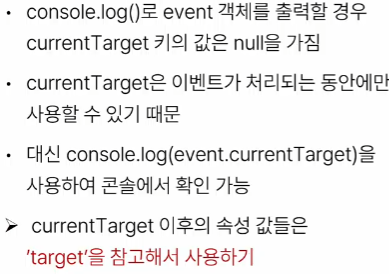 • console.log()로 event 객체를 출력할 경우
currentTarget 키의 값은 null을 가짐
• currentTarget은 이벤트가 처리되는 동안에만
사용할 수 있기 때문
• 대신 console.log(event.currentTarget)을
사용하여 콘솔에서 확인 가능
➢ currentTarget 이후의 속성 값들은
'target'을 참고해서 사용하기